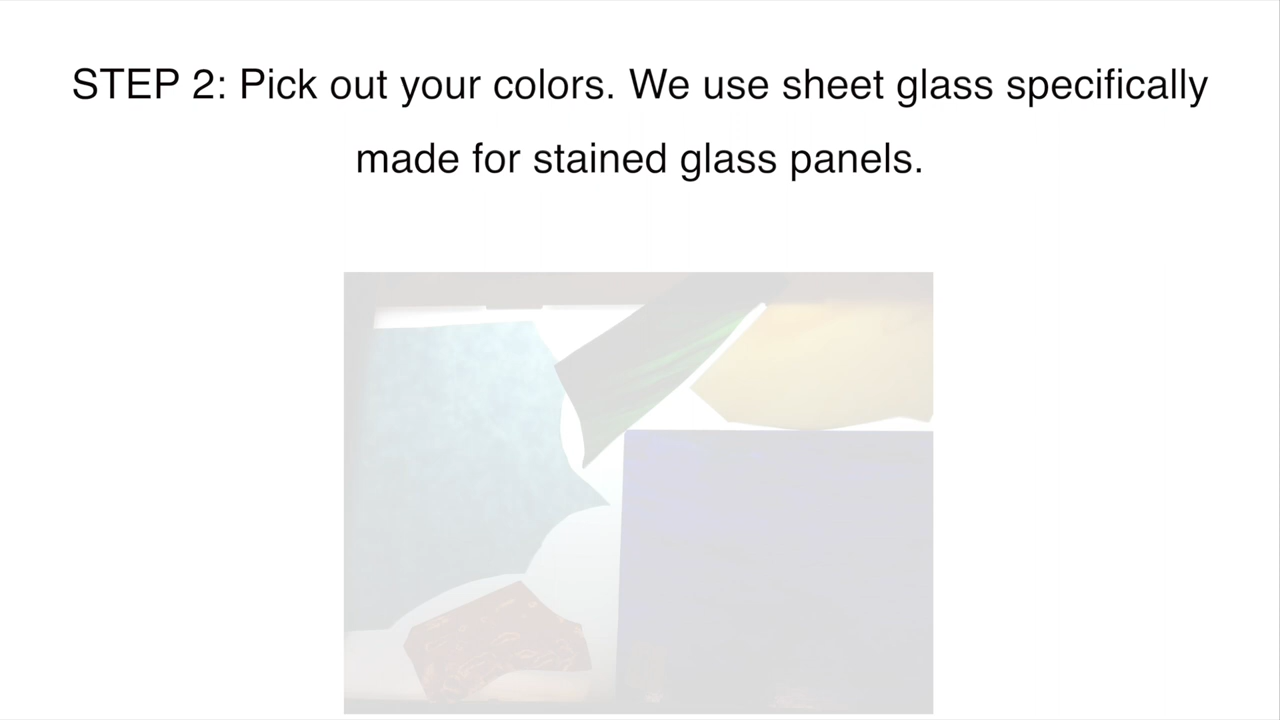 STEP 2: Pick out your colors. We use sheet glass specifically
made for stained glass panels.